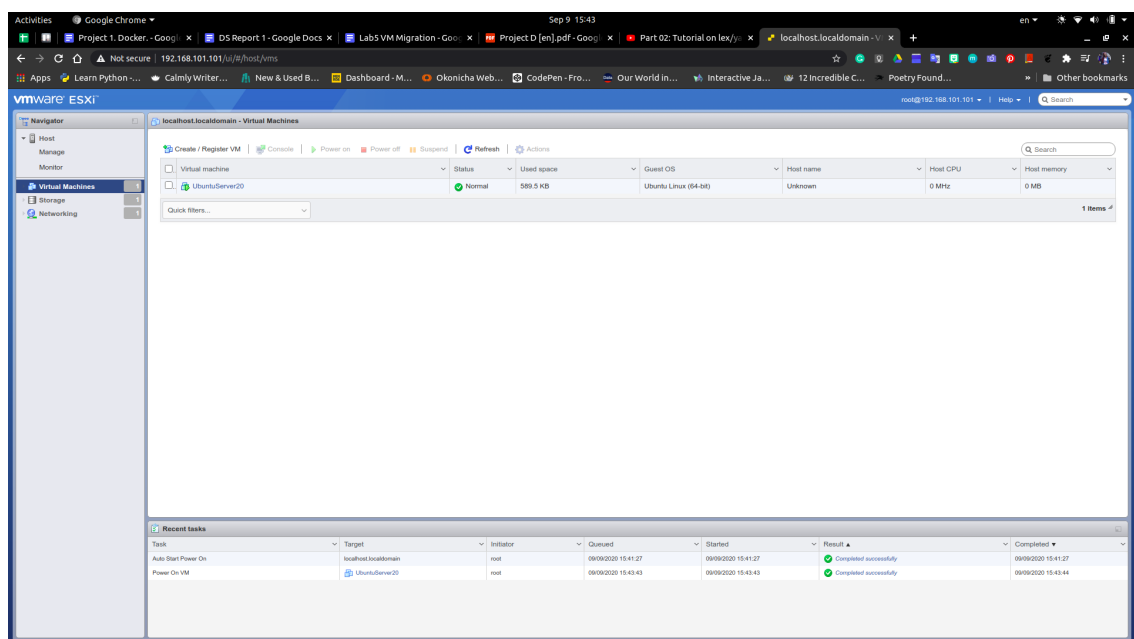 Activities Google Chrome Sep 9 15:43 en
Project 1. Docker. - Googl DS Report 1 - Google Docs Lab5 VM Migration - Goo Project D [en].pdf - Googl Part 02: Tutorial on lex/ya localhost.localdomain - V
Not secure 192.168.101.101/ui/#/host/vms
Apps Learn Python -... Calmly Writer... New & Used B... Dashboard - M... Okonicha Web... CodePen - Fro... Our World in... Interactive Ja... 12 Incredible C... Poetry Found... » Other bookmarks
vmware ESXi root@192.168.101.101 | Help | Search
Navigator localhost.localdomain - Virtual Machines
Host
Manage
Monitor
Virtual Machines 1
Storage 1
Networking 1
Create / Register VM | Console | Power on Power off Suspend | Refresh | Actions Search
Virtual machine Status Used space Guest OS Host name Host CPU Host memory
UbuntuServer20 Normal 589.5 KB Ubuntu Linux (64-bit) Unknown 0 MHz 0 MB
Quick filters... 1 items
Recent tasks
Task Target Initiator Queued Started Result Completed
Auto Start Power On localhost.localdomain root 09/09/2020 15:41:27 09/09/2020 15:41:27 Completed successfully 09/09/2020 15:41:27
Power On VM UbuntuServer20 root 09/09/2020 15:43:43 09/09/2020 15:43:43 Completed successfully 09/09/2020 15:43:44